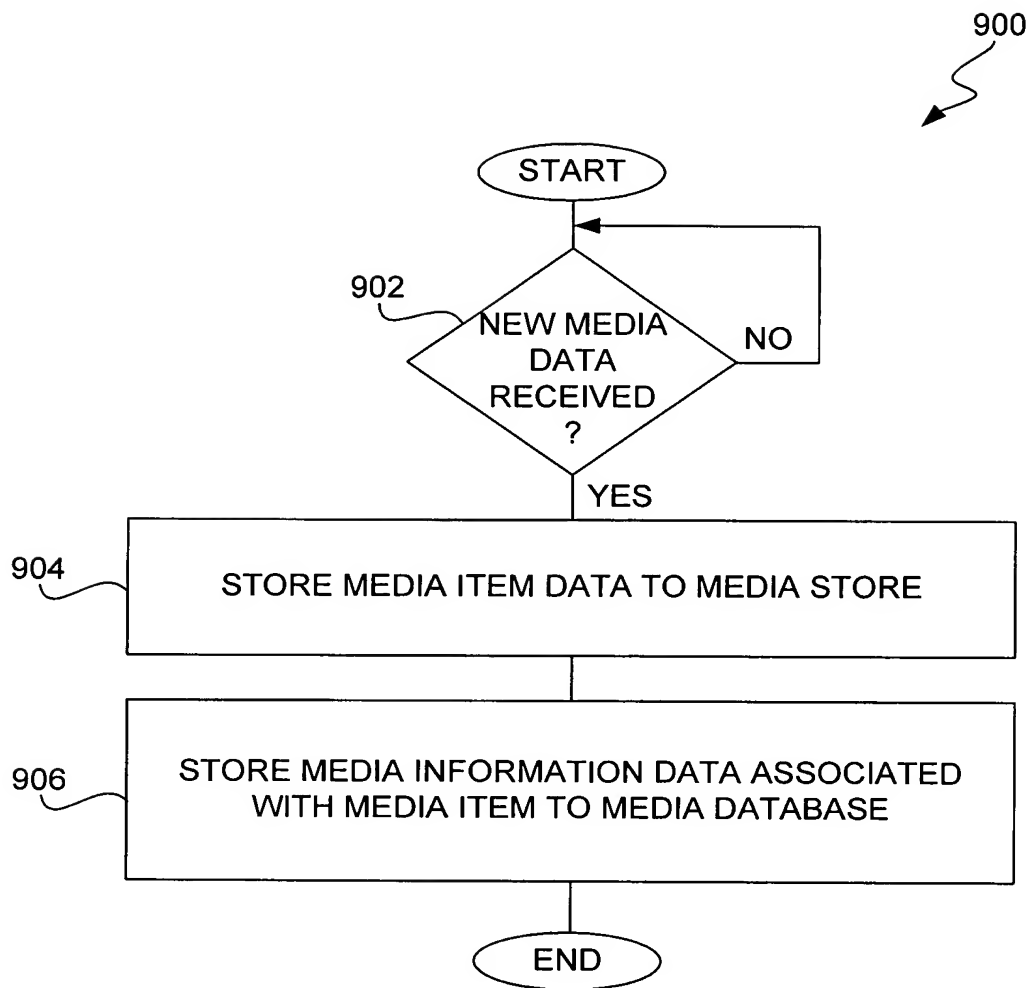 900
START
902
NEW MEDIA
DATA
RECEIVED
?
NO
YES
904
STORE MEDIA ITEM DATA TO MEDIA STORE
906
STORE MEDIA INFORMATION DATA ASSOCIATED
WITH MEDIA ITEM TO MEDIA DATABASE
END